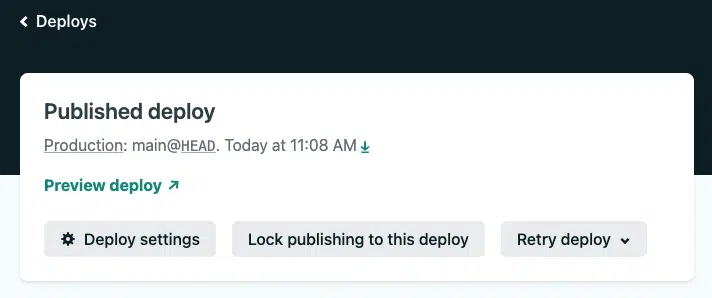 Deploys
Published deploy
Production: main@HEAD. Today at 11:08 AM
Preview deploy
Deploy settings Lock publishing to this deploy Retry deploy